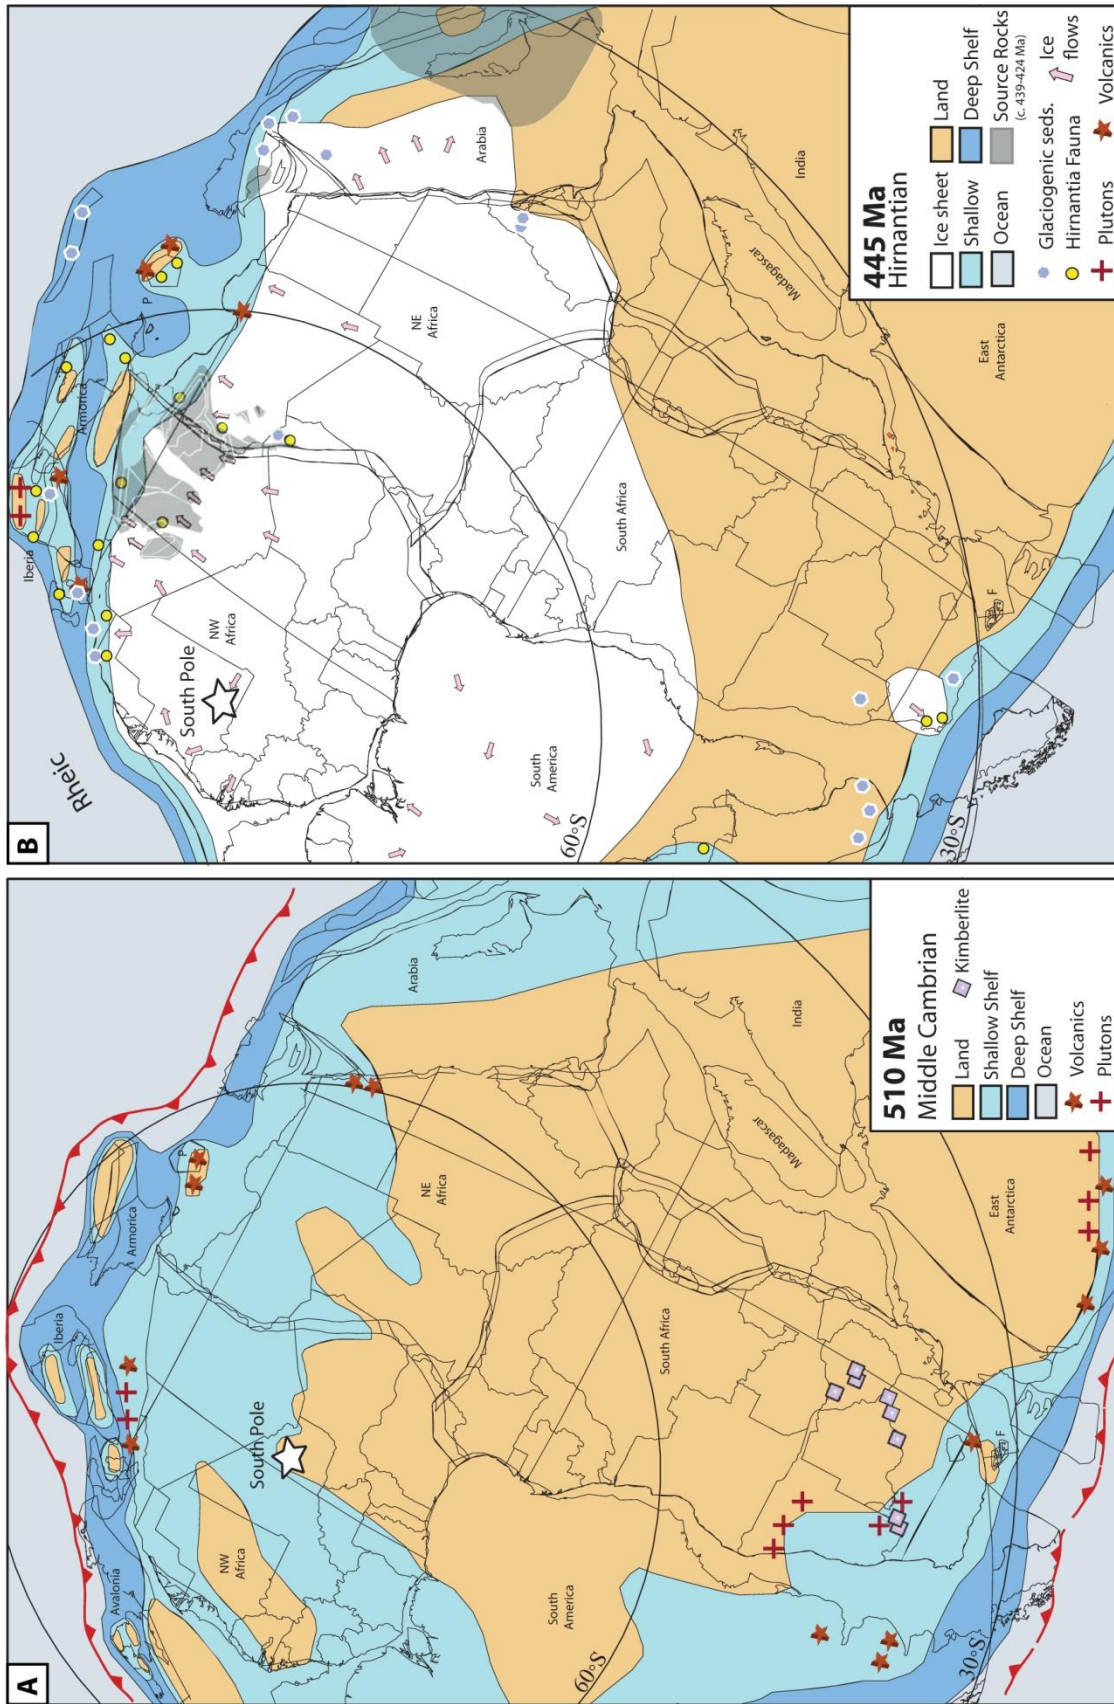 A
Avalonia
Iberia
Armorica
P
NW
Africa
South Pole
NE
Africa
Arabia
South
America
South Africa
Madagascar
India
East
Antarctica
F
60°S
30°S
510 Ma
Middle Cambrian
Land
Shallow Shelf
Deep Shelf
Ocean
Volcanics
Plutons
Kimberlite
B
Rheic
Iberia
Armorica
P
South Pole
NW
Africa
NE
Africa
Arabia
South
America
South Africa
Madagascar
India
East
Antarctica
F
60°S
30°S
445 Ma
Hirnantian
Ice sheet
Land
Shallow
Deep Shelf
Ocean
Source Rocks
(c. 439-424 Ma)
Glaciogenic seds.
Hirnantia Fauna
Ice
flows
Plutons
Volcanics